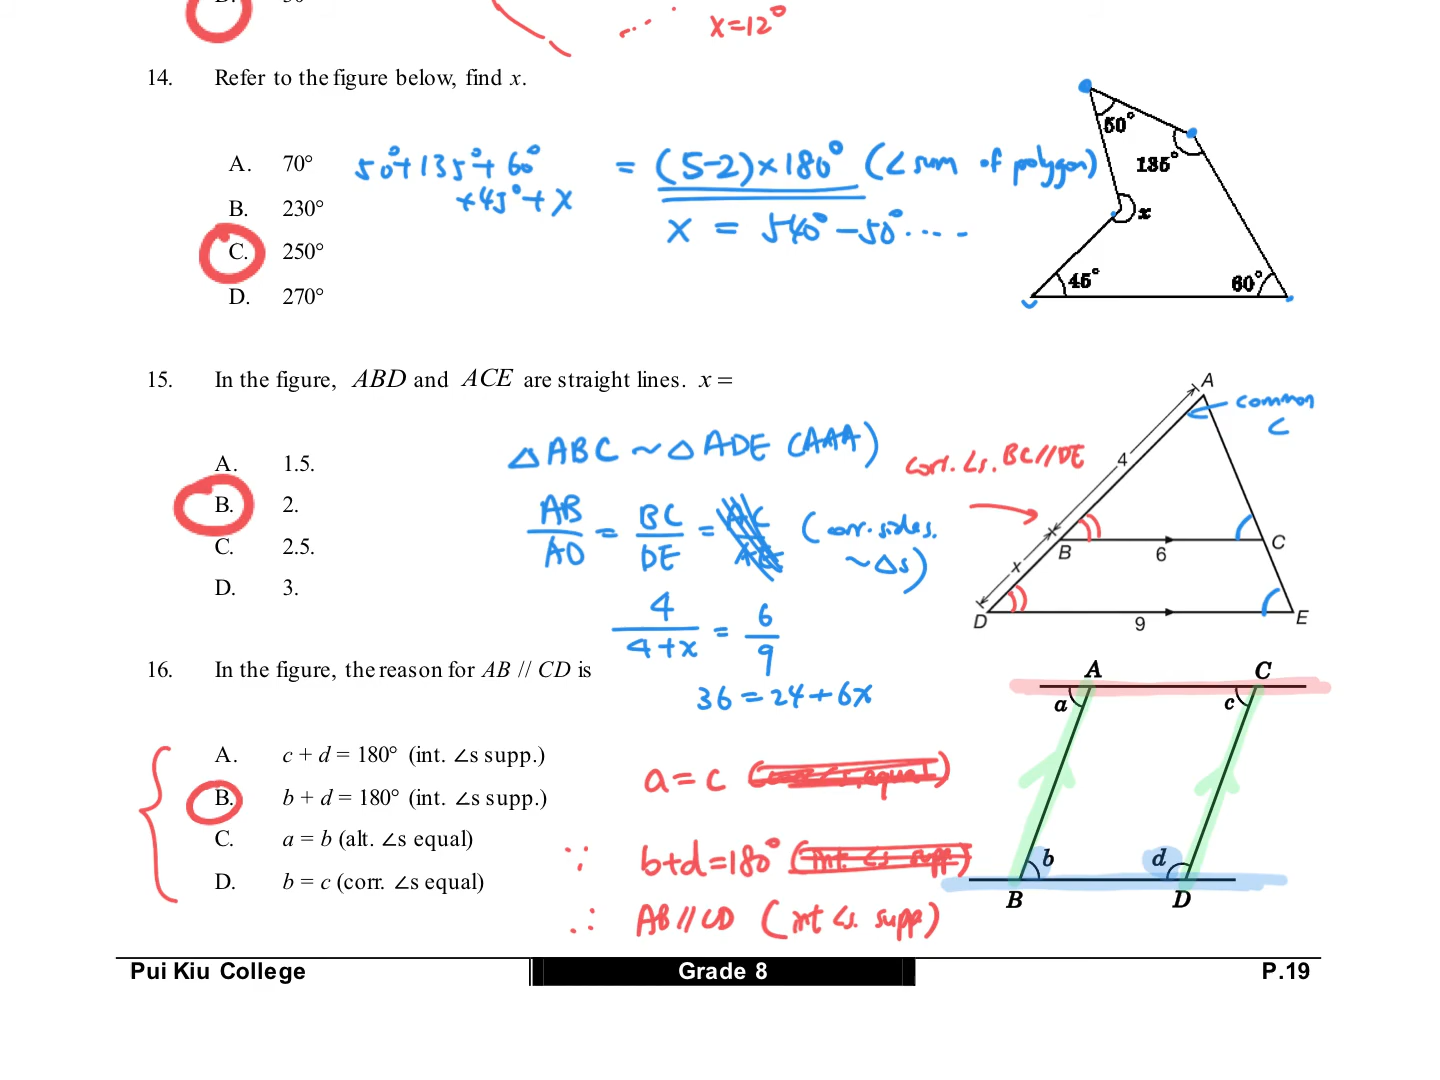 x=12°
14. Refer to the figure below, find x.
A. 70°
B. 230°
C. 250°
D. 270°
50°+135°+60°
+45°+x
= (5-2)×180° (∠ sum of polygon)
x = 540°-50°....
50°
135°
x
45°
60°
15. In the figure, ABD and ACE are straight lines. x =
A. 1.5.
B. 2.
C. 2.5.
D. 3.
△ABC ~ △ADE (AAA)
AB/AD = BC/DE = (corr. sides.
~△s)
4/4+x = 6/9
36=24+6x
corr. ∠s. BC//DE
common
∠
A
4
B
6
C
x
D
9
E
16. In the figure, the reason for AB // CD is
A. c + d = 180° (int. ∠s supp.)
B. b + d = 180° (int. ∠s supp.)
C. a = b (alt. ∠s equal)
D. b = c (corr. ∠s equal)
a=c
∵ b+d=180° (int ∠s supp)
∴ AB//CD (int ∠s. supp)
A
C
a
c
b
d
B
D
Pui Kiu College
Grade 8
P.19